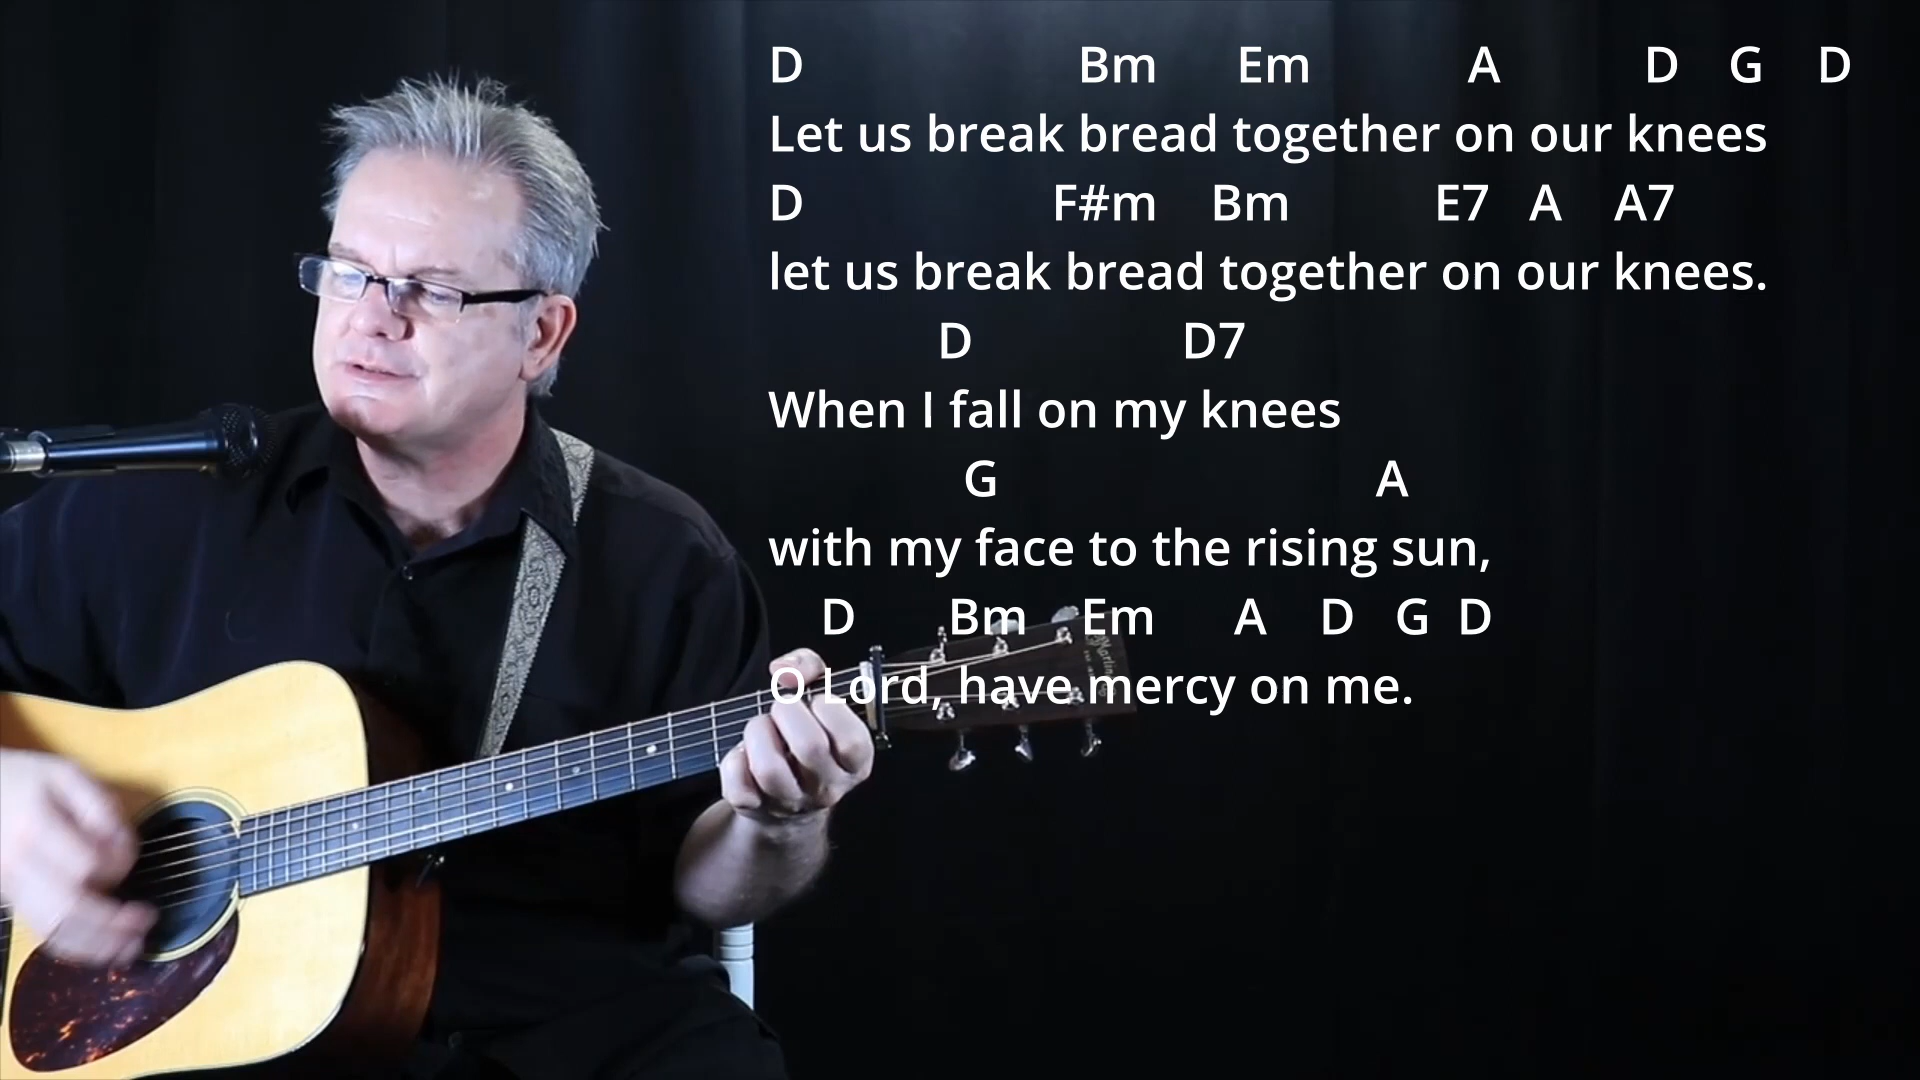 D Bm Em A D G D
Let us break bread together on our knees
D F#m Bm E7 A A7
let us break bread together on our knees.
D D7
When I fall on my knees
G A
with my face to the rising sun,
D Bm Em A D G D
O Lord, have mercy on me.
Martin